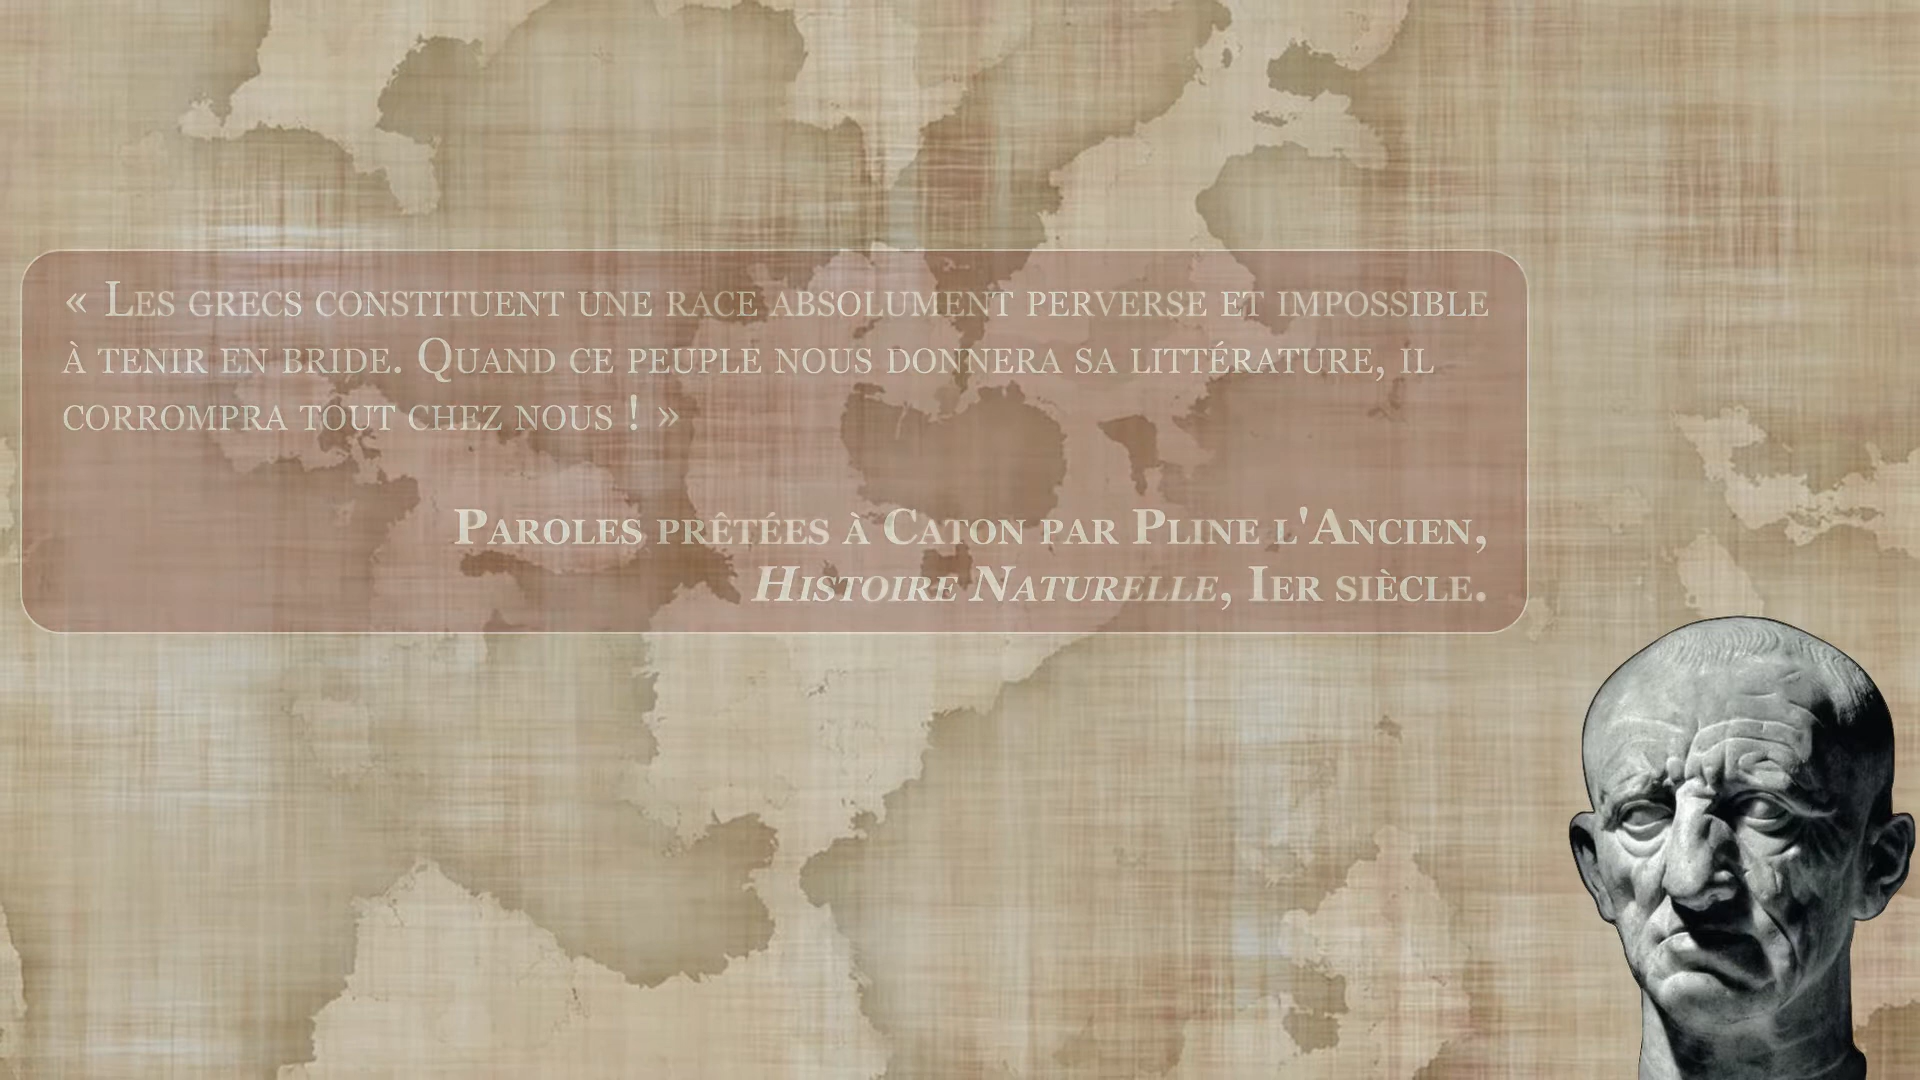 « Les grecs constituent une race absolument perverse et impossible
à tenir en bride. Quand ce peuple nous donnera sa littérature, il
corrompra tout chez nous ! »
Paroles prêtées à Caton par Pline l'Ancien,
Histoire Naturelle, Ier siècle.